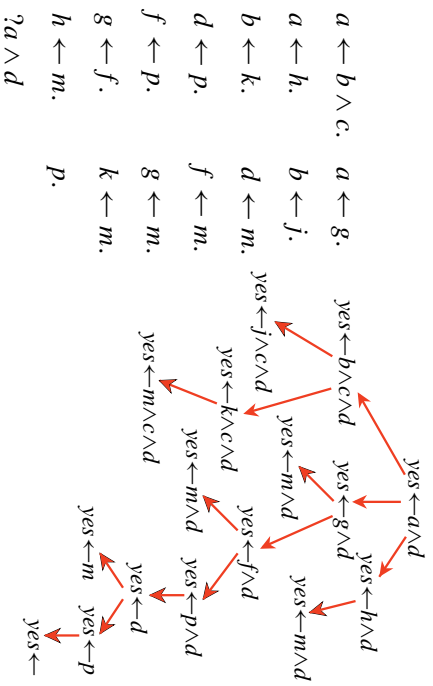 a ← b ∧ c. a ← g.
a ← h. b ← j.
b ← k. d ← m.
d ← p. f ← m.
f ← p. g ← m.
g ← f. k ← m.
h ← m. p.
?a ∧ d
yes←a∧d
yes←b∧c∧d
yes←g∧d
yes←h∧d
yes←j∧c∧d
yes←k∧c∧d
yes←m∧d
yes←f∧d
yes←m∧d
yes←m∧c∧d
yes←m∧d
yes←p∧d
yes←d
yes←m
yes←p
yes←